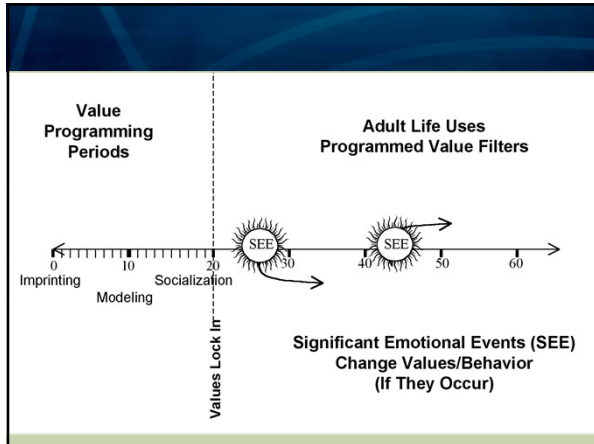 Value
Programming
Periods
Adult Life Uses
Programmed Value Filters
SEE
SEE
0 10 20 30 40 50 60
Imprinting
Modeling
Socialization
Values Lock In
Significant Emotional Events (SEE)
Change Values/Behavior
(If They Occur)